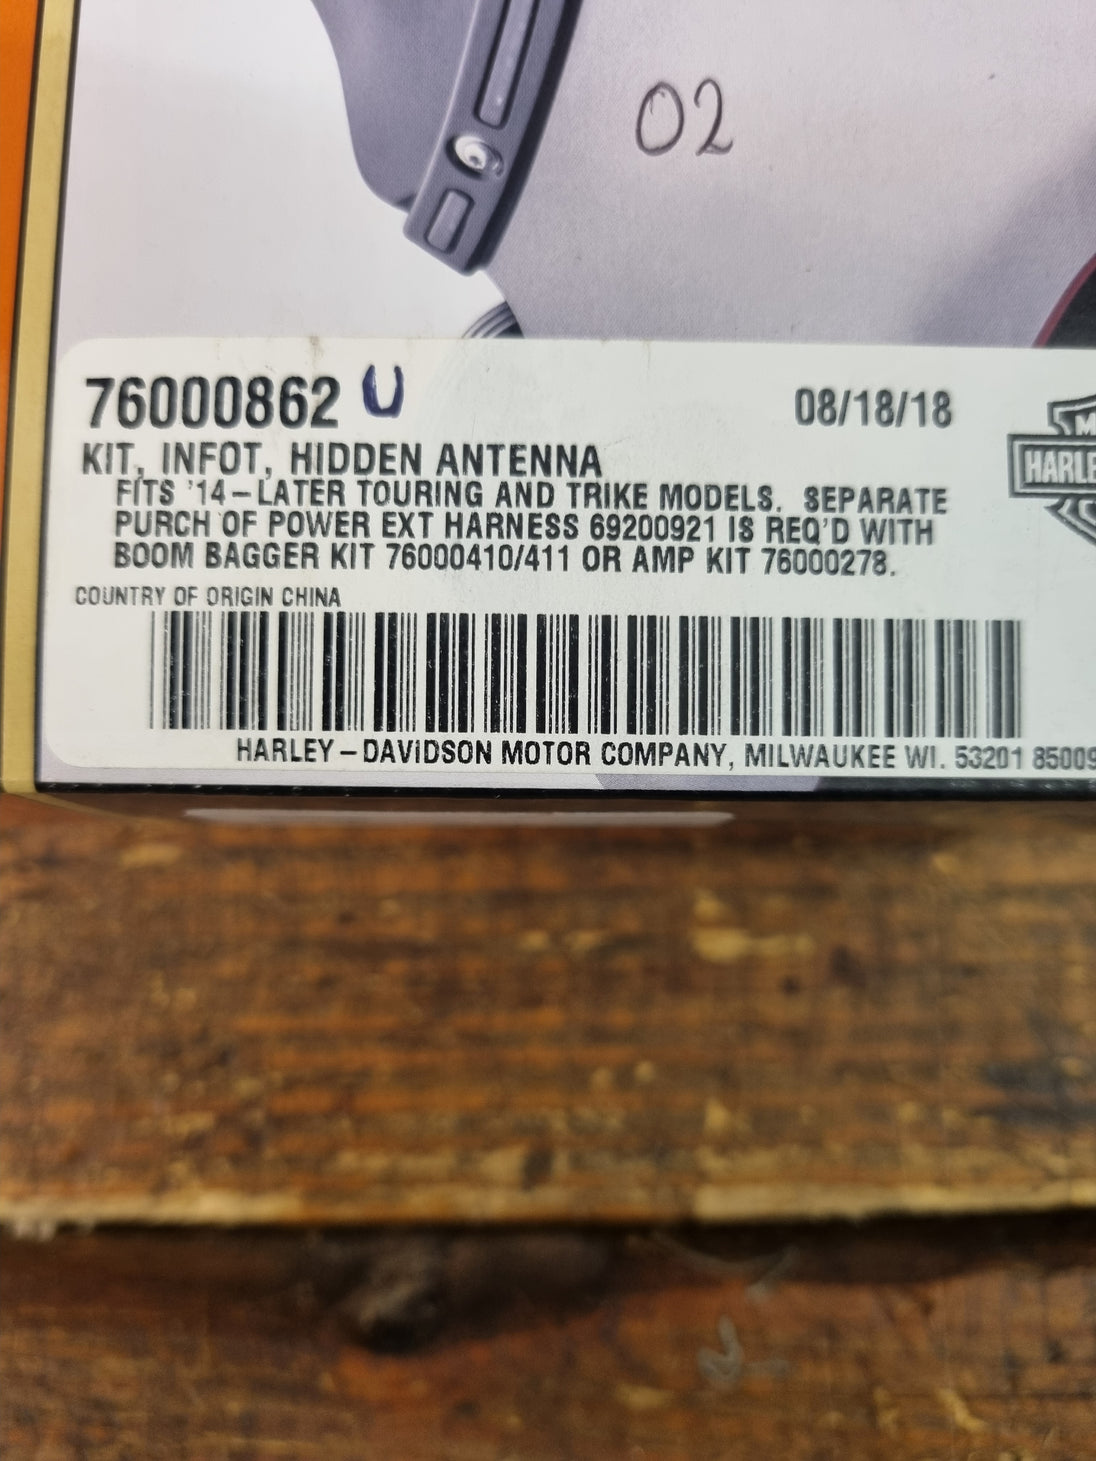 02
76000862 U
08/18/18
KIT, INFOT, HIDDEN ANTENNA
FITS '14-LATER TOURING AND TRIKE MODELS. SEPARATE
PURCH OF POWER EXT HARNESS 69200921 IS REQ'D WITH
BOOM BAGGER KIT 76000410/411 OR AMP KIT 76000278.
COUNTRY OF ORIGIN CHINA
HARLEY-DAVIDSON MOTOR COMPANY, MILWAUKEE WI. 53201 85009